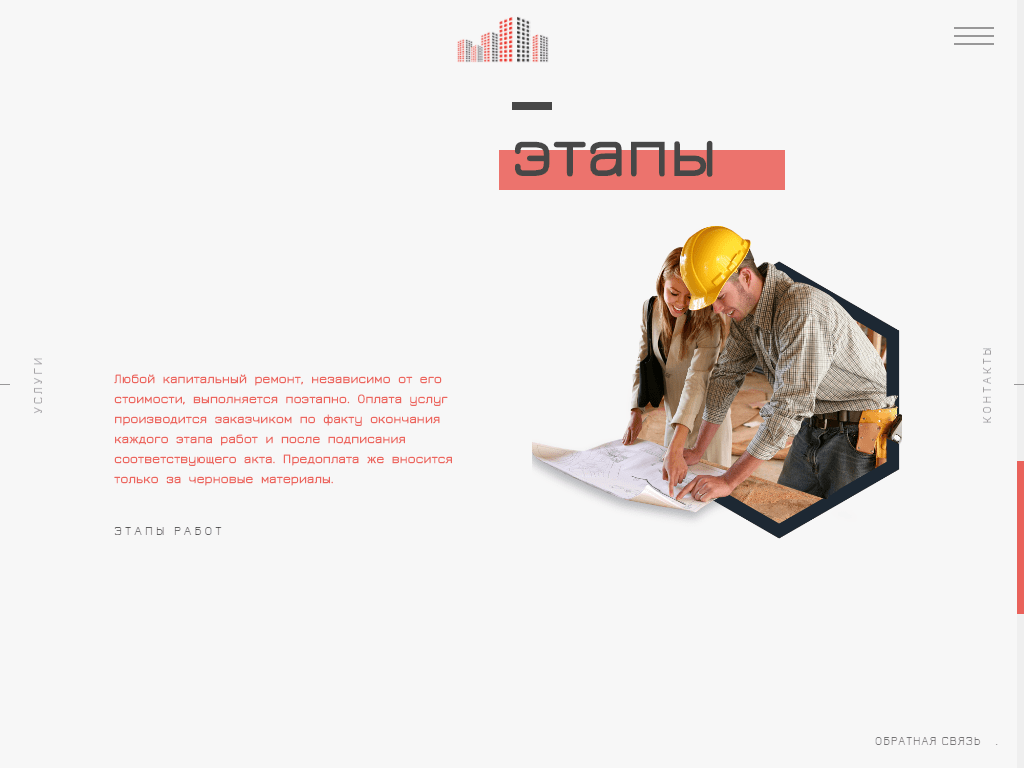 этапы
УСЛУГИ
Любой капитальный ремонт, независимо от его
стоимости, выполняется поэтапно. Оплата услуг
производится заказчиком по факту окончания
каждого этапа работ и после подписания
соответствующего акта. Предоплата же вносится
только за черновые материалы.
ЭТАПЫ РАБОТ
КОНТАКТЫ
ОБРАТНАЯ СВЯЗЬ .